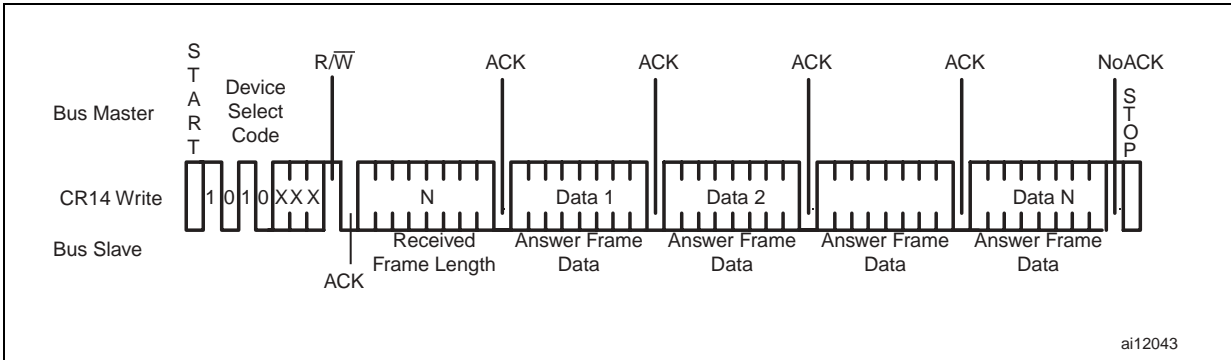 START
Device
Select
Code
R/W
ACK
ACK
ACK
ACK
NoACK
STOP
Bus Master
CR14 Write
1 0 1 0 X X X
N
Data 1
Data 2
Data N
Bus Slave
ACK
Received
Frame Length
Answer Frame
Data
Answer Frame
Data
Answer Frame
Data
Answer Frame
Data
ai12043